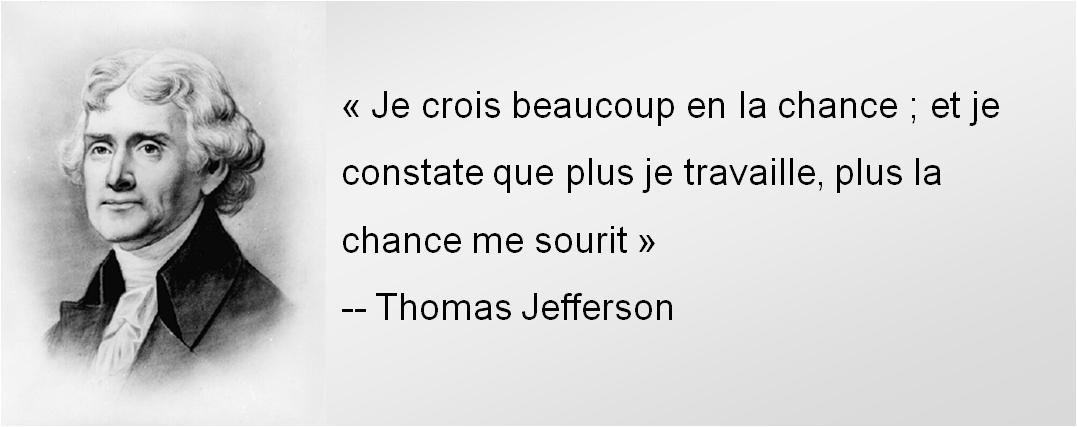 « Je crois beaucoup en la chance ; et je
constate que plus je travaille, plus la
chance me sourit »
-- Thomas Jefferson